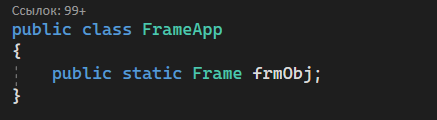 Ссылок: 99+
public class FrameApp
{
    public static Frame frmObj;
}